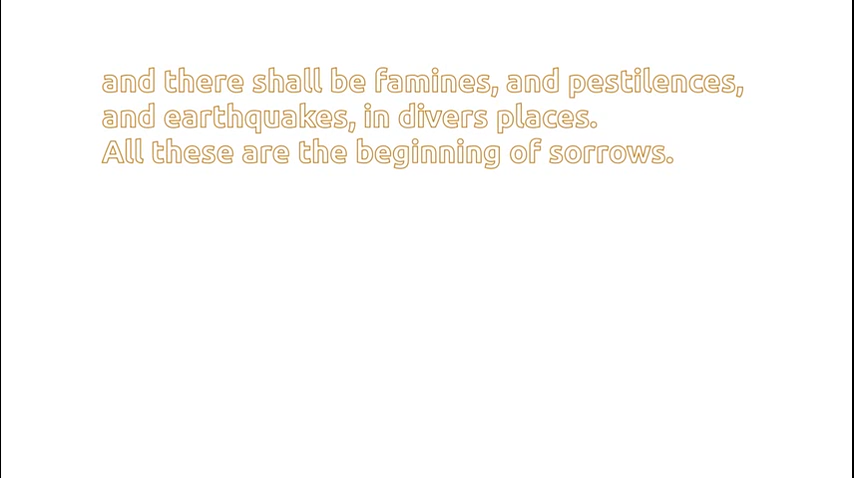 and there shall be famines, and pestilences,
and earthquakes, in divers places.
All these are the beginning of sorrows.